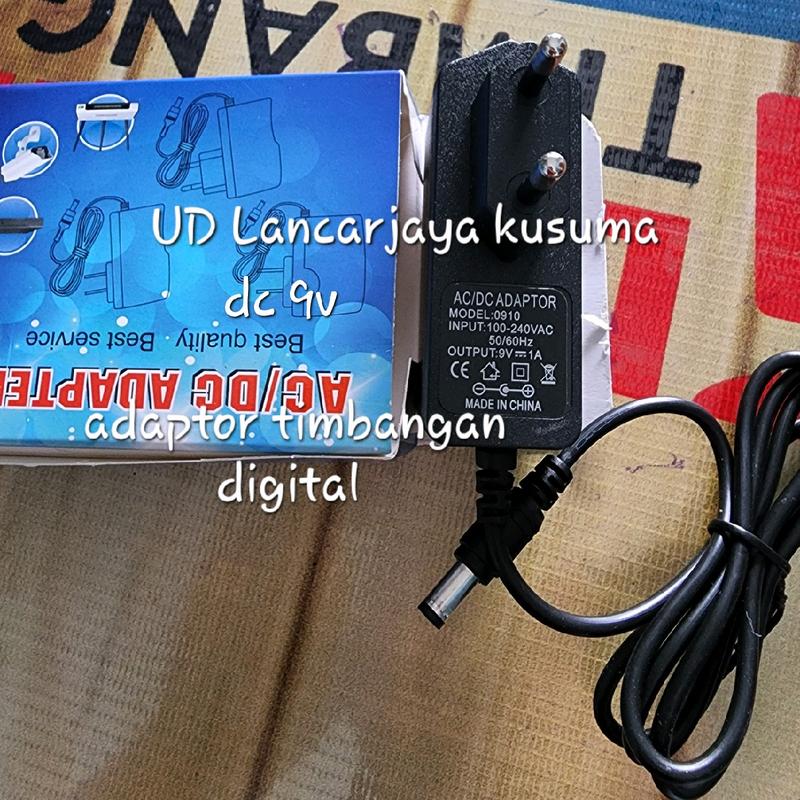 TIMBANG
UD Lancarjaya kusuma
dc 9v
adaptor timbangan
digital
AC/DC ADAPTOR
MODEL:0910
INPUT:100-240VAC
50/60Hz
OUTPUT:9V⎓1A
CE
MADE IN CHINA
Best quality · Best service
AC/DC ADAPTE